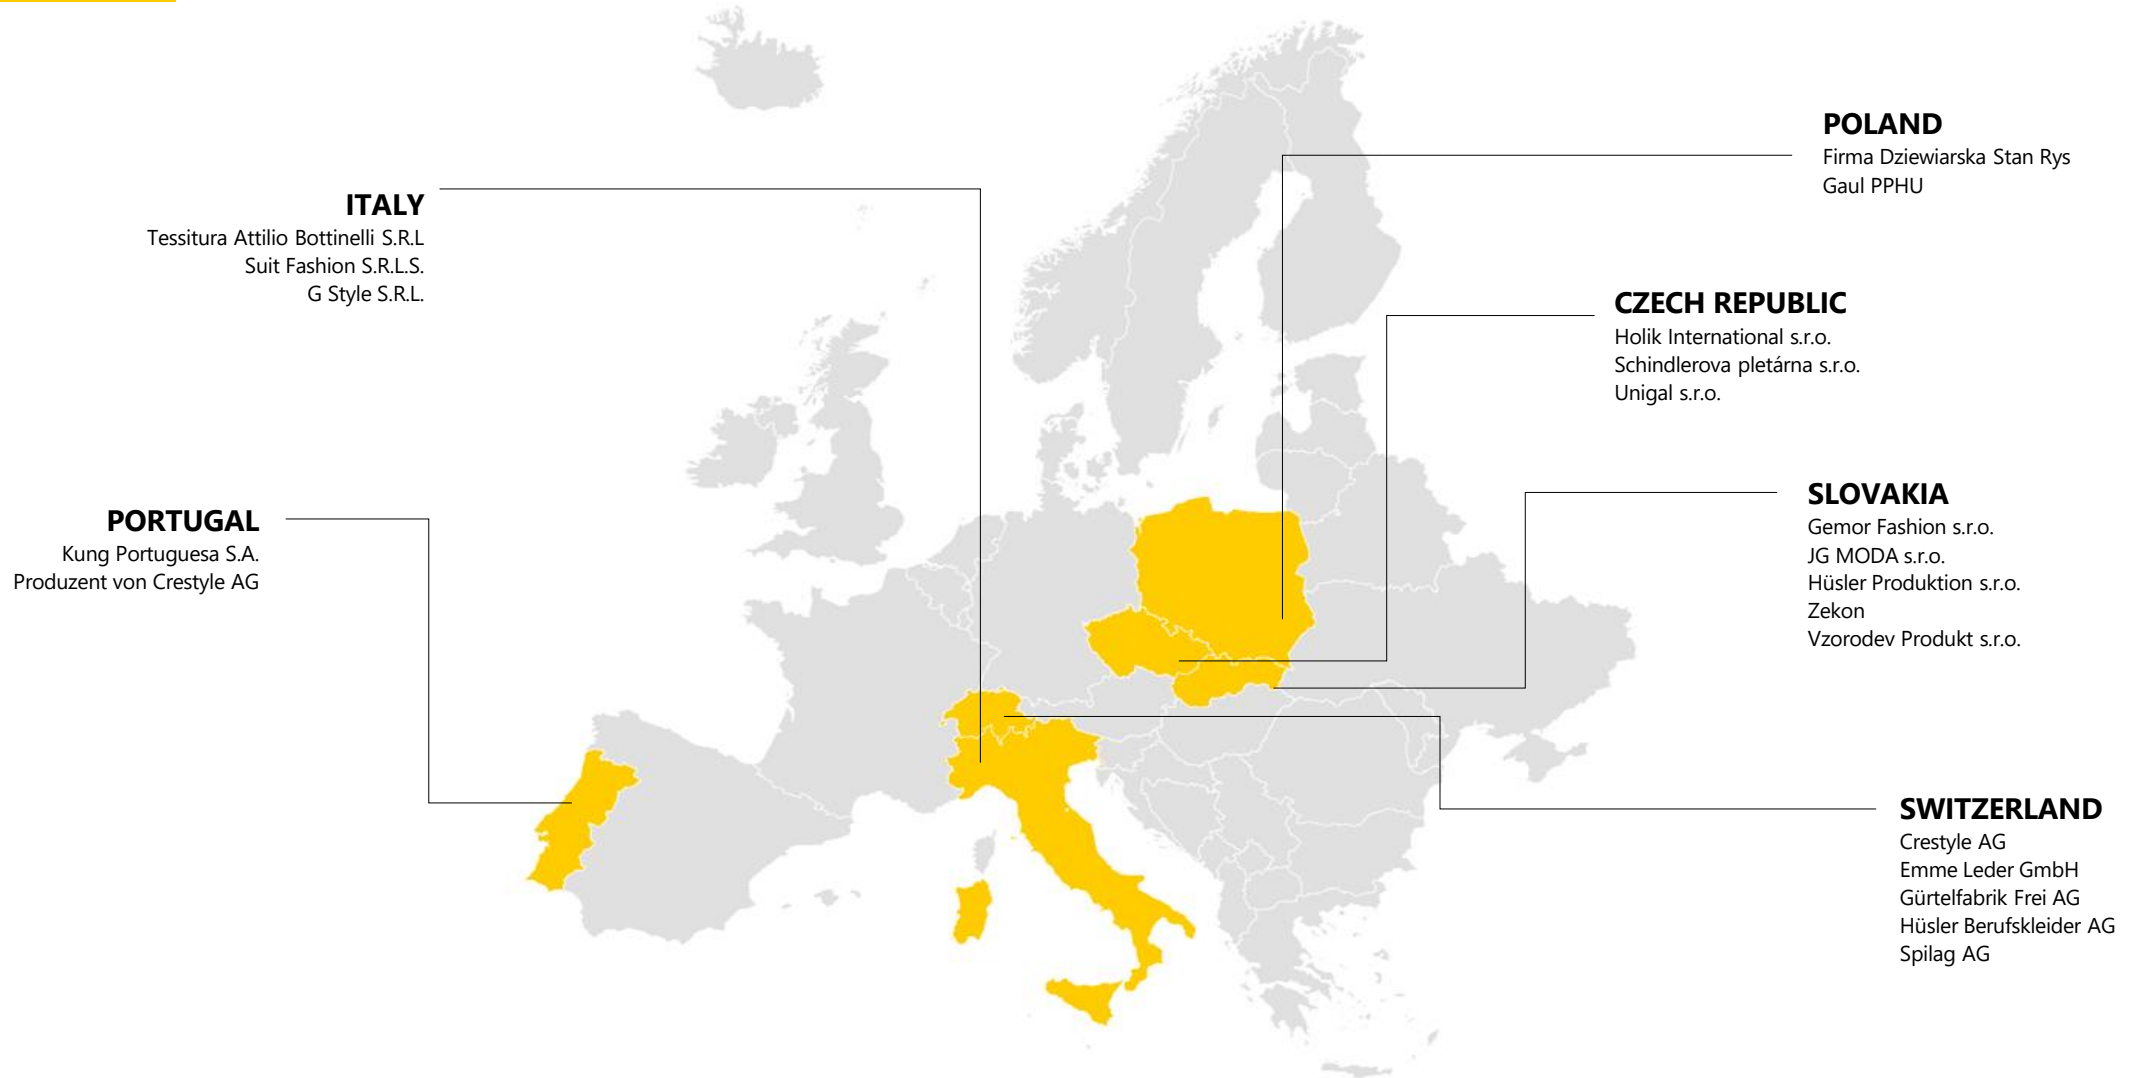 ITALY
Tessitura Attilio Bottinelli S.R.L
Suit Fashion S.R.L.S.
G Style S.R.L.
PORTUGAL
Kung Portuguesa S.A.
Produzent von Crestyle AG
POLAND
Firma Dziewiarska Stan Rys
Gaul PPHU
CZECH REPUBLIC
Holik International s.r.o.
Schindlerova pletárna s.r.o.
Unigal s.r.o.
SLOVAKIA
Gemor Fashion s.r.o.
JG MODA s.r.o.
Hüsler Produktion s.r.o.
Zekon
Vzorodev Produkt s.r.o.
SWITZERLAND
Crestyle AG
Emme Leder GmbH
Gürtelfabrik Frei AG
Hüsler Berufskleider AG
Spilag AG